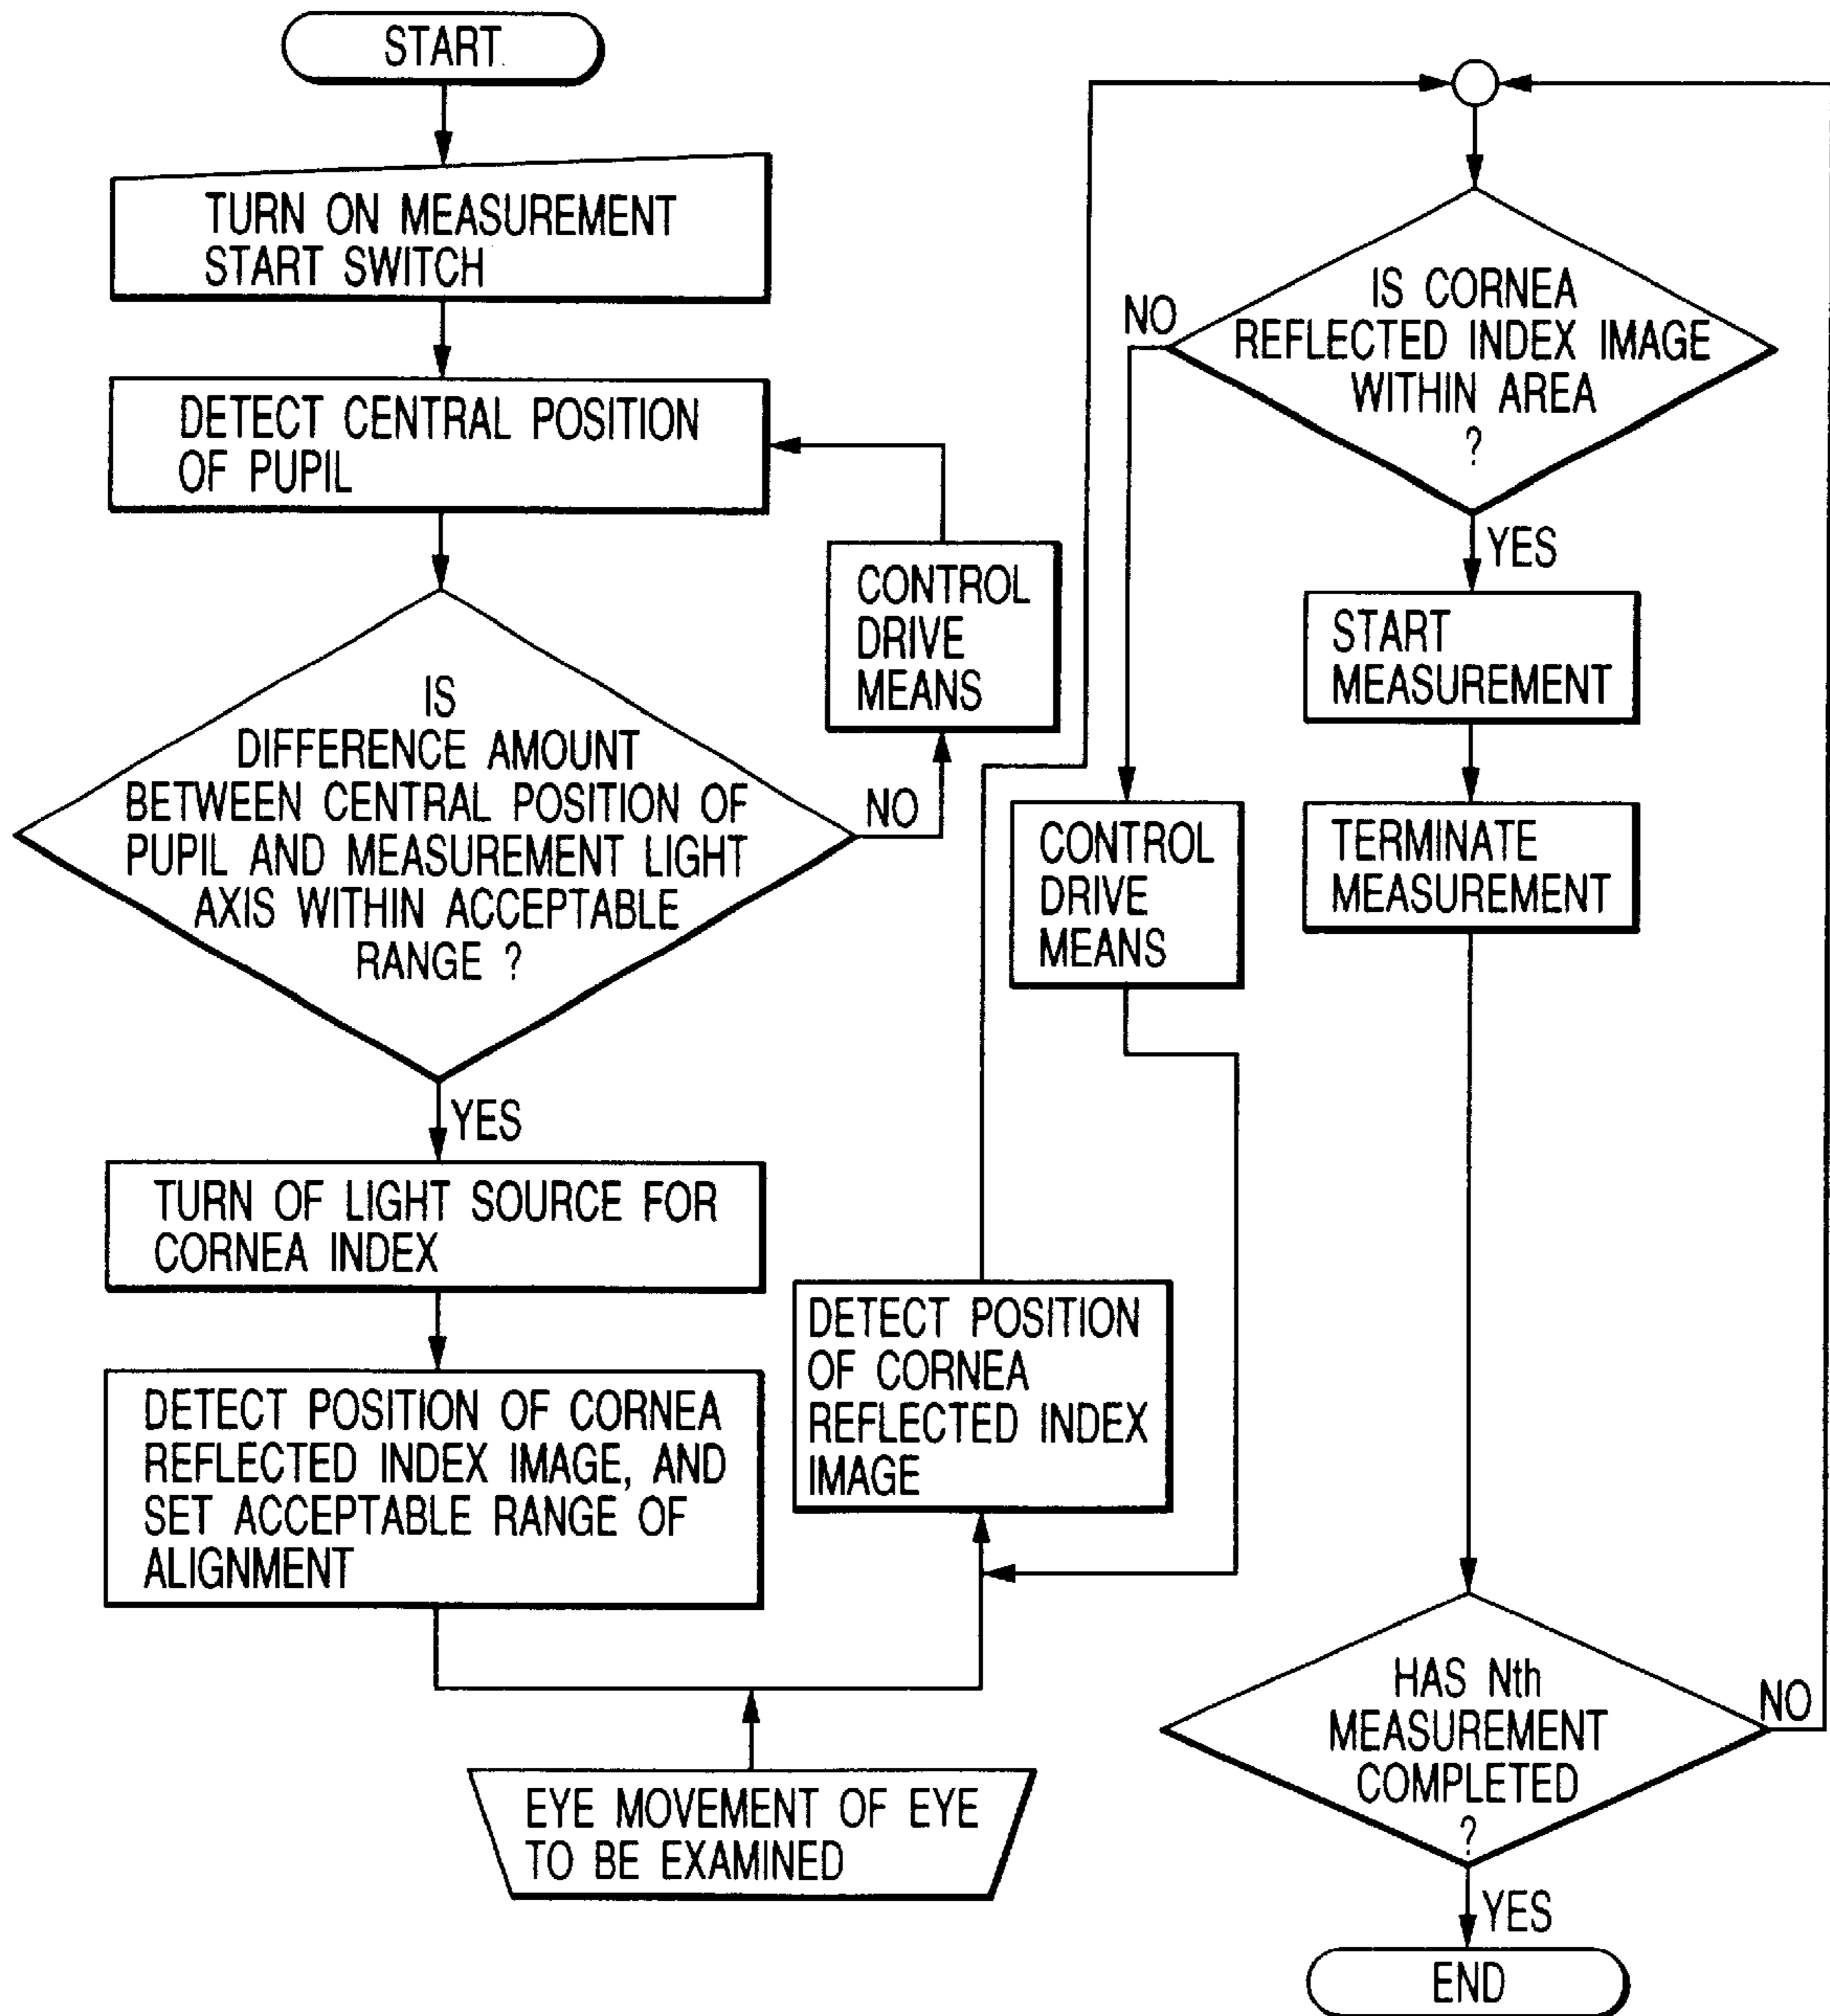 START
TURN ON MEASUREMENT
START SWITCH
DETECT CENTRAL POSITION
OF PUPIL
CONTROL
DRIVE
MEANS
IS
DIFFERENCE AMOUNT
BETWEEN CENTRAL POSITION OF
PUPIL AND MEASUREMENT LIGHT
AXIS WITHIN ACCEPTABLE
RANGE ?
NO
YES
TURN OF LIGHT SOURCE FOR
CORNEA INDEX
DETECT POSITION OF CORNEA
REFLECTED INDEX IMAGE, AND
SET ACCEPTABLE RANGE OF
ALIGNMENT
EYE MOVEMENT OF EYE
TO BE EXAMINED
DETECT POSITION
OF CORNEA
REFLECTED INDEX
IMAGE
IS CORNEA
REFLECTED INDEX IMAGE
WITHIN AREA
?
NO
CONTROL
DRIVE
MEANS
YES
START
MEASUREMENT
TERMINATE
MEASUREMENT
HAS Nth
MEASUREMENT
COMPLETED
?
NO
YES
END